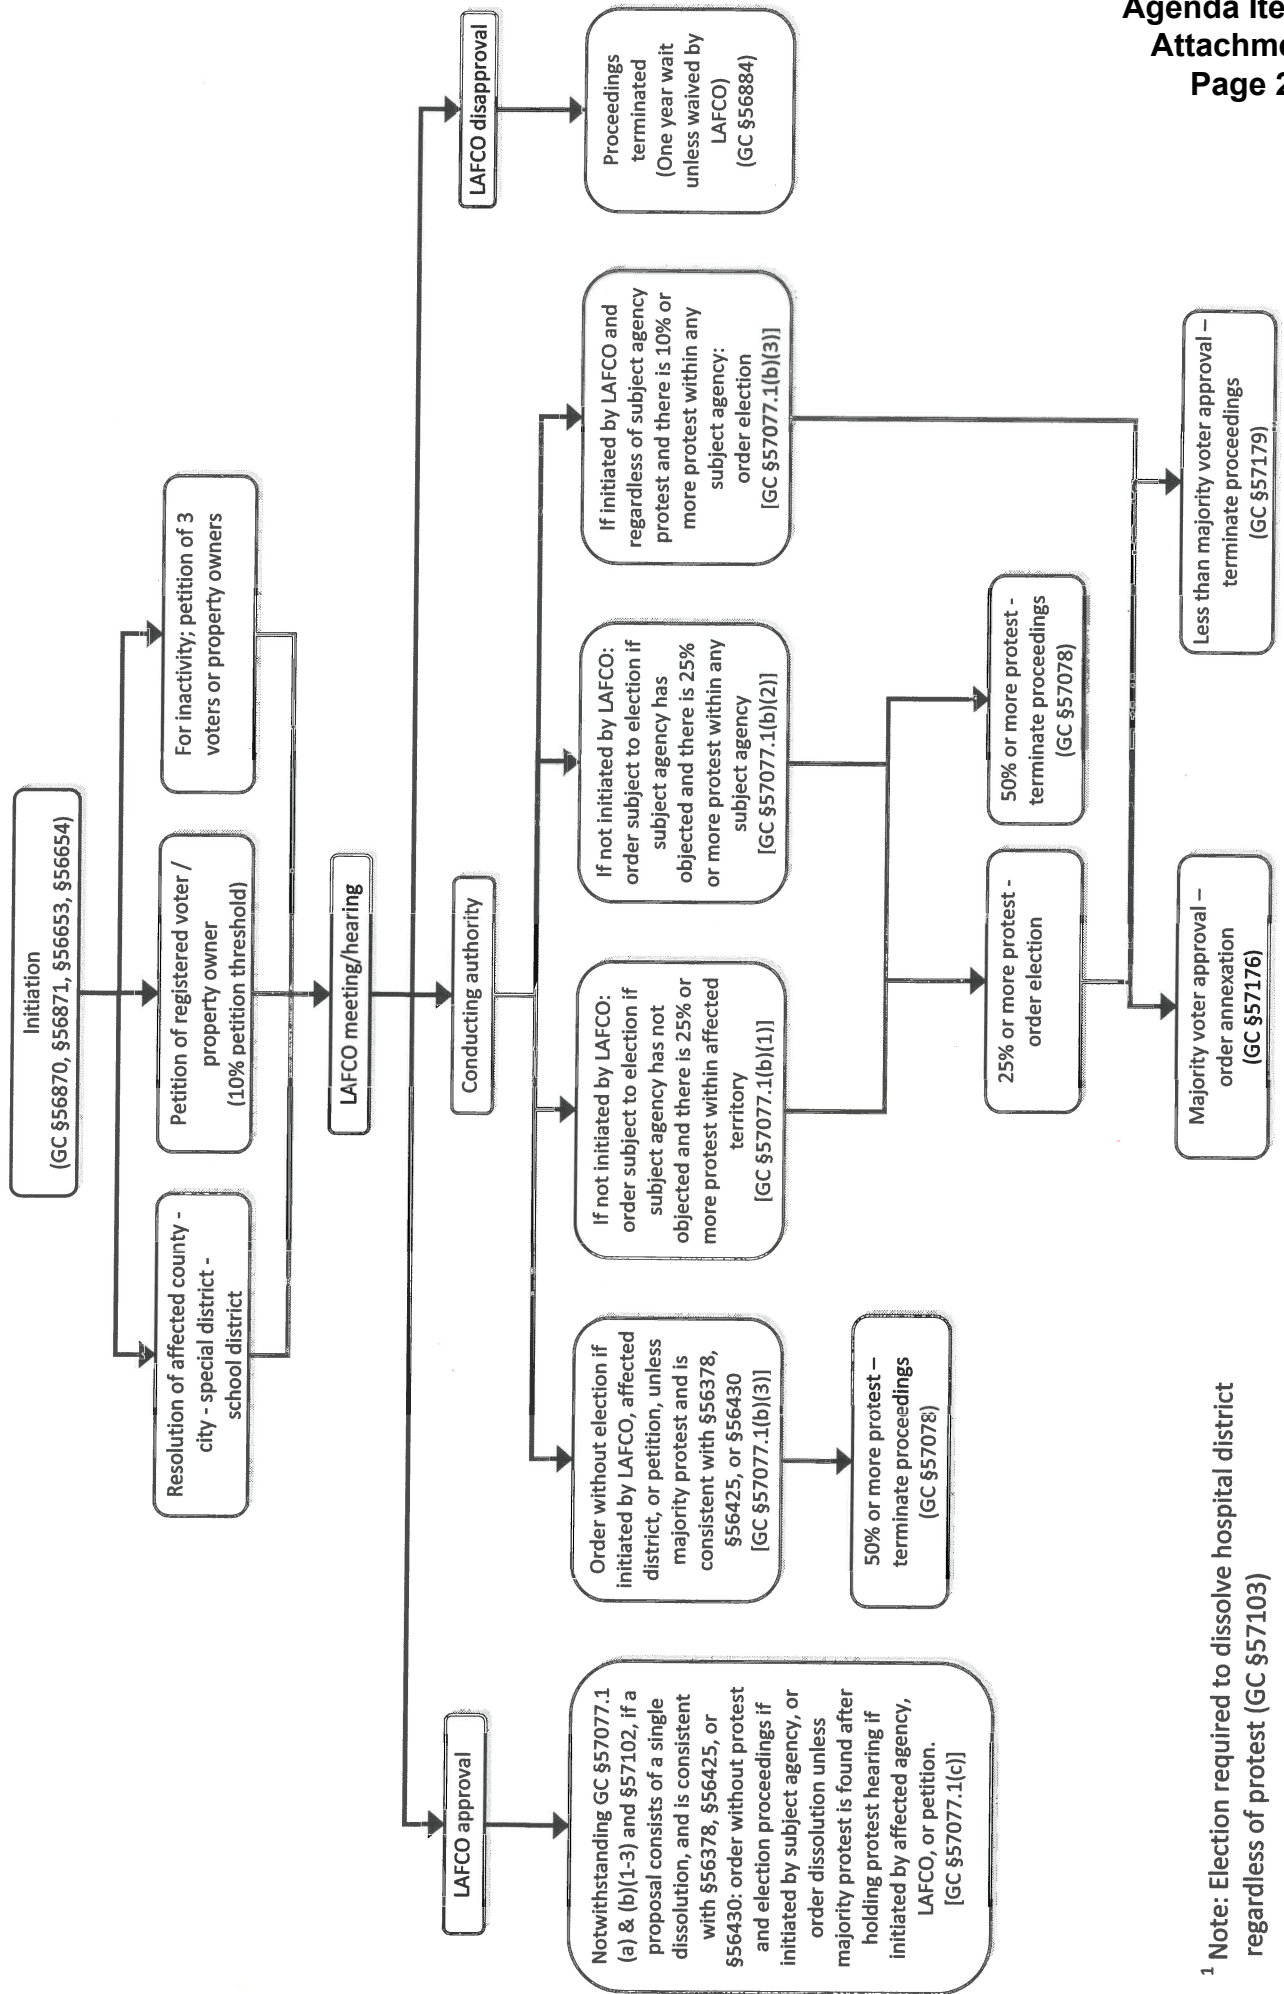 Agenda Ite
Attachme
Page 2
Initiation
(GC §56870, §56871, §56653, §56654)
Resolution of affected county -
city - special district -
school district
Petition of registered voter /
property owner
(10% petition threshold)
For inactivity; petition of 3
voters or property owners
LAFCO meeting/hearing
LAFCO approval
Conducting authority
LAFCO disapproval
Notwithstanding GC §57077.1
(a) & (b)(1-3) and §57102, if a
proposal consists of a single
dissolution, and is consistent
with §56378, §56425, or
§56430: order without protest
and election proceedings if
initiated by subject agency, or
order dissolution unless
majority protest is found after
holding protest hearing if
initiated by affected agency,
LAFCO, or petition.
[GC §57077.1(c)]
Order without election if
initiated by LAFCO, affected
district, or petition, unless
majority protest and is
consistent with §56378,
§56425, or §56430
[GC §57077.1(b)(3)]
If not initiated by LAFCO:
order subject to election if
subject agency has not
objected and there is 25% or
more protest within affected
territory
[GC §57077.1(b)(1)]
If not initiated by LAFCO:
order subject to election if
subject agency has
objected and there is 25%
or more protest within any
subject agency
[GC §57077.1(b)(2)]
If initiated by LAFCO and
regardless of subject agency
protest and there is 10% or
more protest within any
subject agency:
order election
[GC §57077.1(b)(3)]
Proceedings
terminated
(One year wait
unless waived by
LAFCO)
(GC §56884)
50% or more protest –
terminate proceedings
(GC §57078)
25% or more protest -
order election
50% or more protest -
terminate proceedings
(GC §57078)
Majority voter approval –
order annexation
(GC §57176)
Less than majority voter approval –
terminate proceedings
(GC §57179)
1 Note: Election required to dissolve hospital district
regardless of protest (GC §57103)